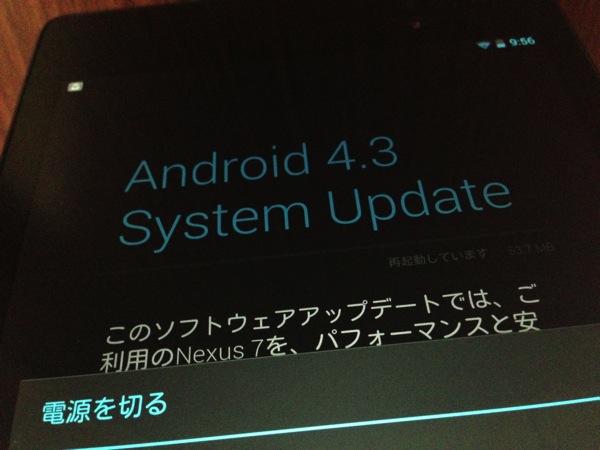 9:56
Android 4.3
System Update
再起動しています 53.7 MB
このソフトウェアアップデートでは、ご
利用のNexus 7を、パフォーマンスと安
電源を切る